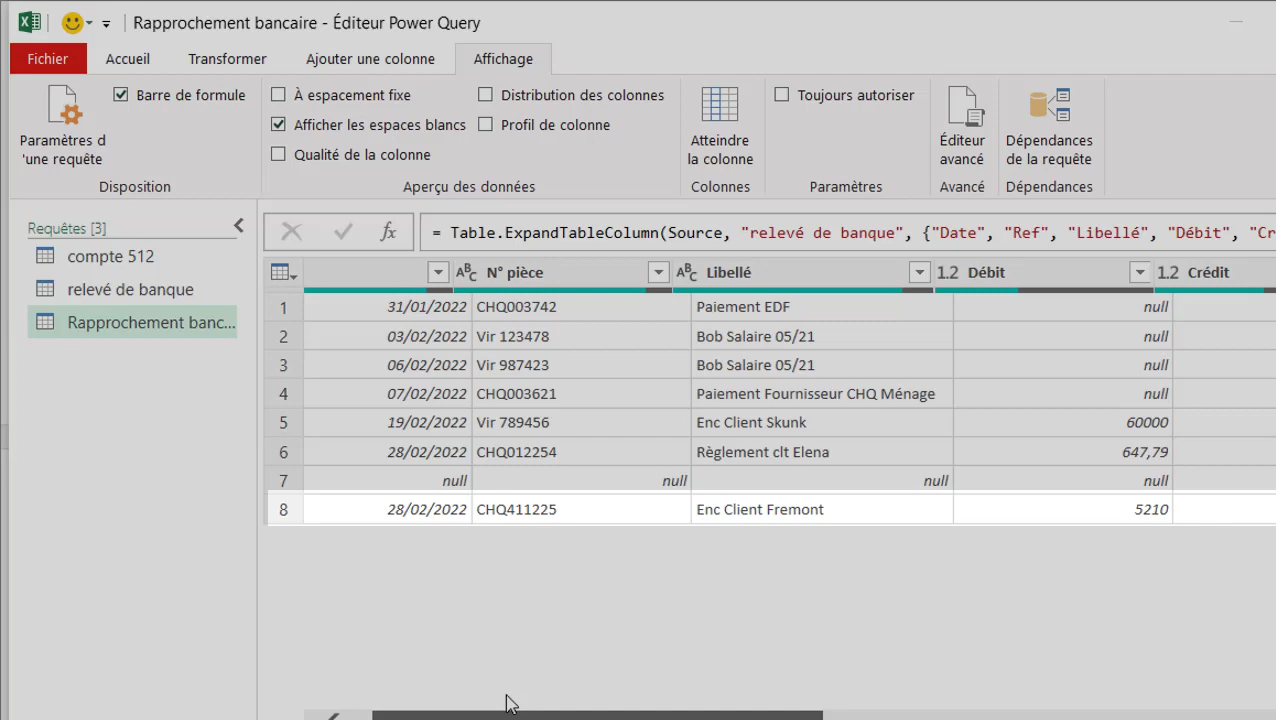 Rapprochement bancaire - Éditeur Power Query
Fichier Accueil Transformer Ajouter une colonne Affichage
Paramètres d
'une requête
Barre de formule
Disposition
À espacement fixe
Afficher les espaces blancs
Qualité de la colonne
Distribution des colonnes
Profil de colonne
Aperçu des données
Atteindre
la colonne
Colonnes
Toujours autoriser
Paramètres
Éditeur
avancé
Avancé
Dépendances
de la requête
Dépendances
Requêtes [3]
compte 512
relevé de banque
Rapprochement banc...
fx = Table.ExpandTableColumn(Source, "relevé de banque", {"Date", "Ref", "Libellé", "Débit", "Cr
ABC N° pièce ABC Libellé 1.2 Débit 1.2 Crédit
1 31/01/2022 CHQ003742 Paiement EDF null
2 03/02/2022 Vir 123478 Bob Salaire 05/21 null
3 06/02/2022 Vir 987423 Bob Salaire 05/21 null
4 07/02/2022 CHQ003621 Paiement Fournisseur CHQ Ménage null
5 19/02/2022 Vir 789456 Enc Client Skunk 60000
6 28/02/2022 CHQ012254 Règlement clt Elena 647,79
7 null null null null
8 28/02/2022 CHQ411225 Enc Client Fremont 5210